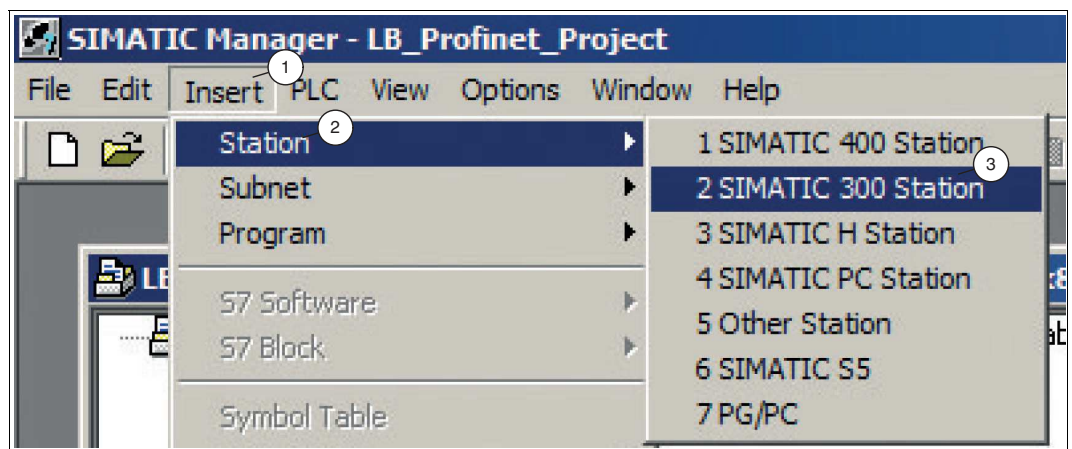 SIMATIC Manager - LB_Profinet_Project
File Edit Insert PLC View Options Window Help
1
Station
2
Subnet
Program
S7 Software
S7 Block
Symbol Table
1 SIMATIC 400 Station
2 SIMATIC 300 Station
3
3 SIMATIC H Station
4 SIMATIC PC Station
5 Other Station
6 SIMATIC S5
7 PG/PC